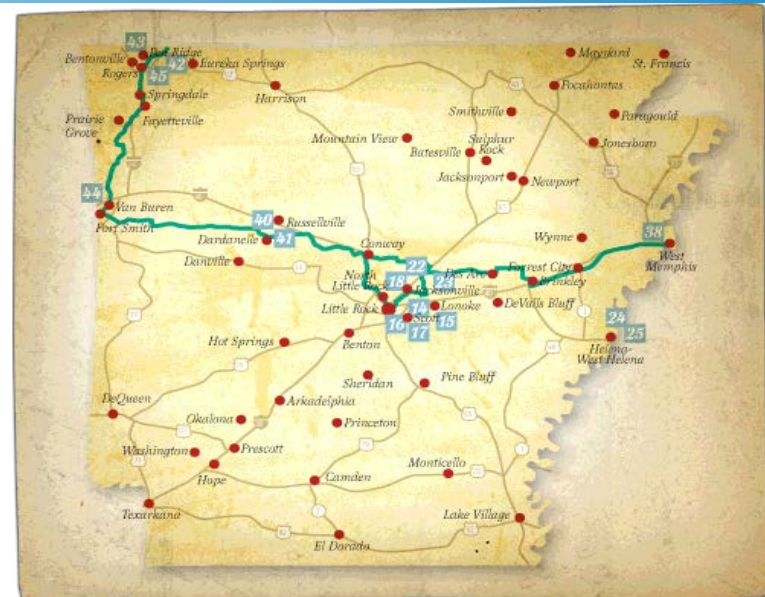 43
Pea Ridge
Bentonville
42
Eureka Springs
Rogers
45
Springdale
Harrison
Prairie
Grove
Fayetteville
Maynard
St. Francis
Pocahontas
Smithville
Paragould
Mountain View
Batesville
Sulphur
Rock
Jonesboro
Jacksonport
Newport
44
Van Buren
Fort Smith
40
Russellville
Dardanelle
41
Danville
Conway
Wynne
38
West
Memphis
22
Des Arc
Forrest City
North
Little Rock
18
23
Jacksonville
Brinkley
Little Rock
14
Lonoke
DeValls Bluff
16
Scott
15
17
24
25
Helena-
West Helena
Hot Springs
Benton
Sheridan
Pine Bluff
DeQueen
Arkadelphia
Okalona
Princeton
Washington
Prescott
Hope
Camden
Monticello
Texarkana
Lake Village
El Dorado